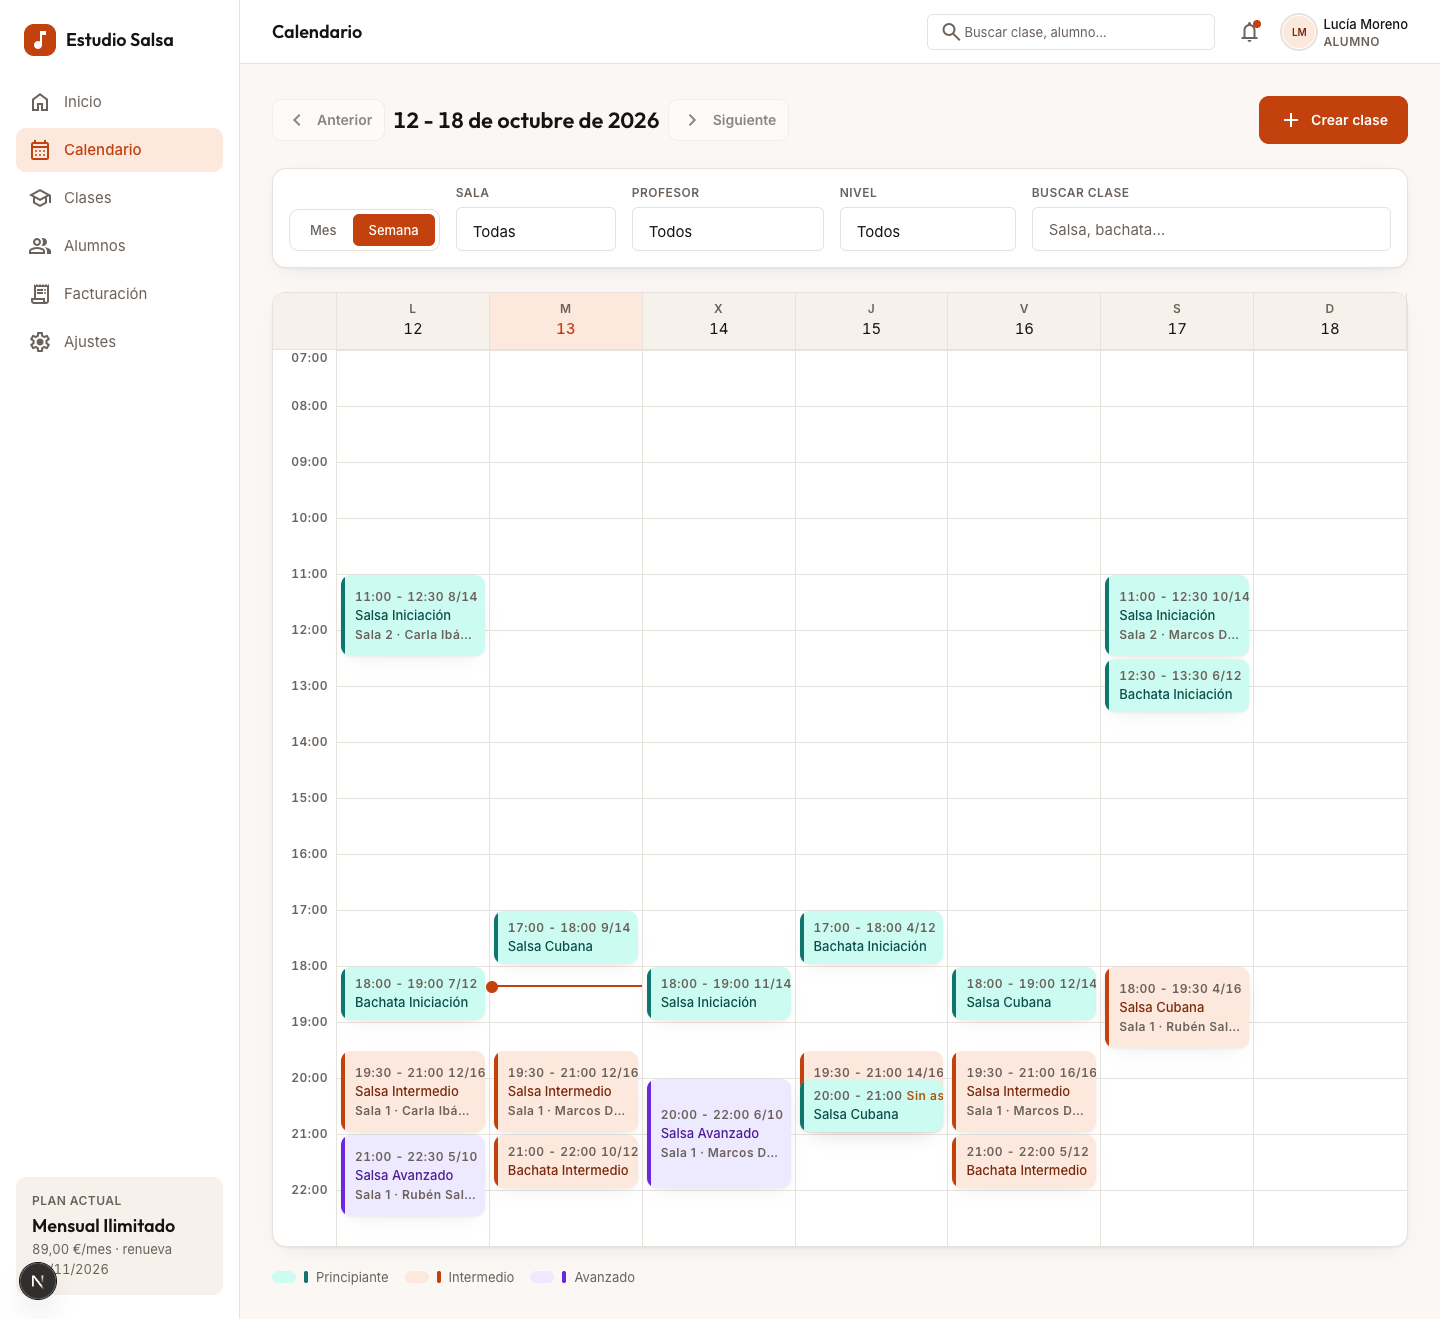 Estudio Salsa
Inicio
Calendario
Clases
Alumnos
Facturación
Ajustes
PLAN ACTUAL
Mensual Ilimitado
89,00 €/mes · renueva
/11/2026
N
Calendario
Buscar clase, alumno...
LM
Lucía Moreno
ALUMNO
Anterior
12 - 18 de octubre de 2026
Siguiente
Crear clase
Mes
Semana
SALA
Todas
PROFESOR
Todos
NIVEL
Todos
BUSCAR CLASE
Salsa, bachata...
L
12
M
13
X
14
J
15
V
16
S
17
D
18
07:00
08:00
09:00
10:00
11:00
12:00
13:00
14:00
15:00
16:00
17:00
18:00
19:00
20:00
21:00
22:00
11:00 - 12:30 8/14
Salsa Iniciación
Sala 2 · Carla Ibá...
18:00 - 19:00 7/12
Bachata Iniciación
19:30 - 21:00 12/16
Salsa Intermedio
Sala 1 · Carla Ibá...
21:00 - 22:30 5/10
Salsa Avanzado
Sala 1 · Rubén Sal...
17:00 - 18:00 9/14
Salsa Cubana
19:30 - 21:00 12/16
Salsa Intermedio
Sala 1 · Marcos D...
21:00 - 22:00 10/12
Bachata Intermedio
18:00 - 19:00 11/14
Salsa Iniciación
20:00 - 22:00 6/10
Salsa Avanzado
Sala 1 · Marcos D...
17:00 - 18:00 4/12
Bachata Iniciación
19:30 - 21:00 14/16
20:00 - 21:00 Sin as
Salsa Cubana
18:00 - 19:00 12/14
Salsa Cubana
19:30 - 21:00 16/16
Salsa Intermedio
Sala 1 · Marcos D...
21:00 - 22:00 5/12
Bachata Intermedio
11:00 - 12:30 10/14
Salsa Iniciación
Sala 2 · Marcos D...
12:30 - 13:30 6/12
Bachata Iniciación
18:00 - 19:30 4/16
Salsa Cubana
Sala 1 · Rubén Sal...
Principiante
Intermedio
Avanzado